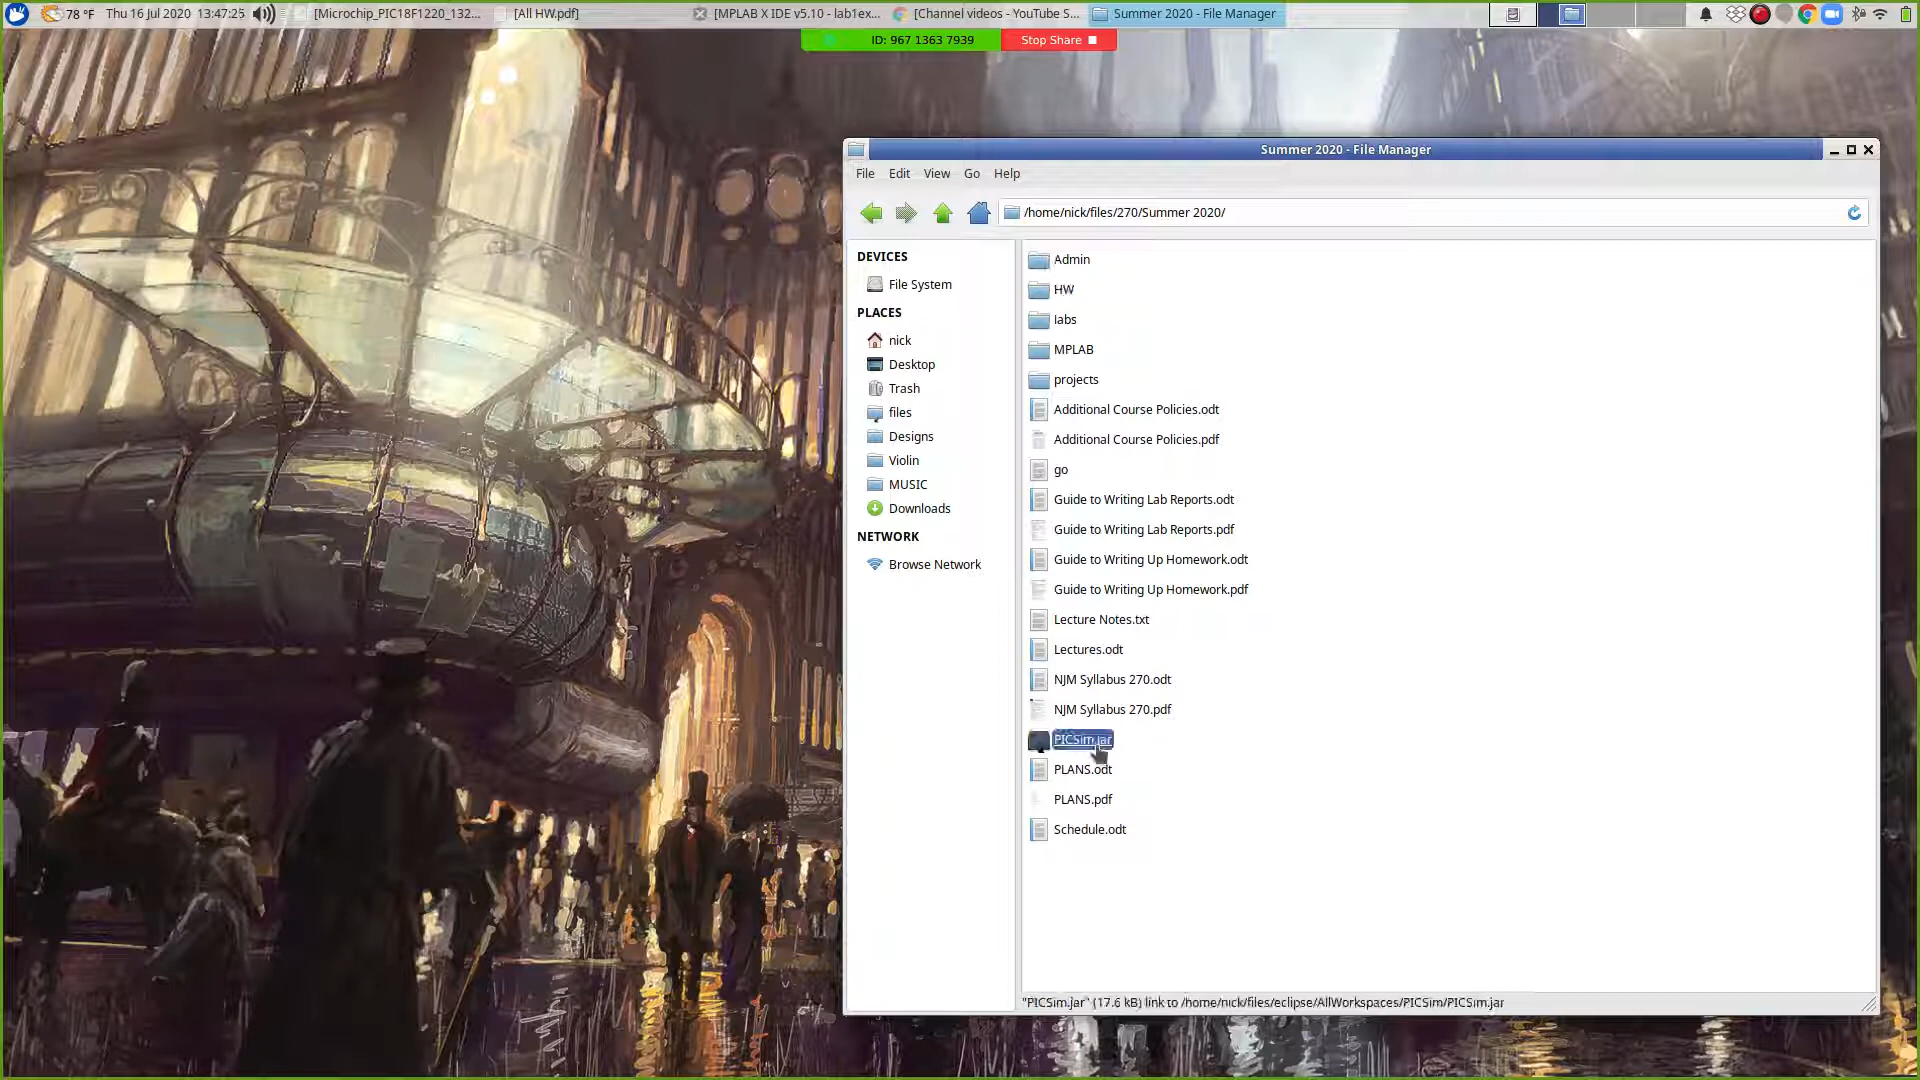 78 °F Thu 16 Jul 2020 13:47:25 [Microchip_PIC18F1220_132... [All HW.pdf] [MPLAB X IDE v5.10 - lab1ex... [Channel videos - YouTube S... Summer 2020 - File Manager
ID: 967 1363 7939 Stop Share
Summer 2020 - File Manager
File Edit View Go Help
/home/nick/files/270/Summer 2020/
DEVICES
File System
PLACES
nick
Desktop
Trash
files
Designs
Violin
MUSIC
Downloads
NETWORK
Browse Network
Admin
HW
labs
MPLAB
projects
Additional Course Policies.odt
Additional Course Policies.pdf
go
Guide to Writing Lab Reports.odt
Guide to Writing Lab Reports.pdf
Guide to Writing Up Homework.odt
Guide to Writing Up Homework.pdf
Lecture Notes.txt
Lectures.odt
NJM Syllabus 270.odt
NJM Syllabus 270.pdf
PICSim.jar
PLANS.odt
PLANS.pdf
Schedule.odt
"PICSim.jar" (17.6 kB) link to /home/nick/files/eclipse/AllWorkspaces/PICSim/PICSim.jar